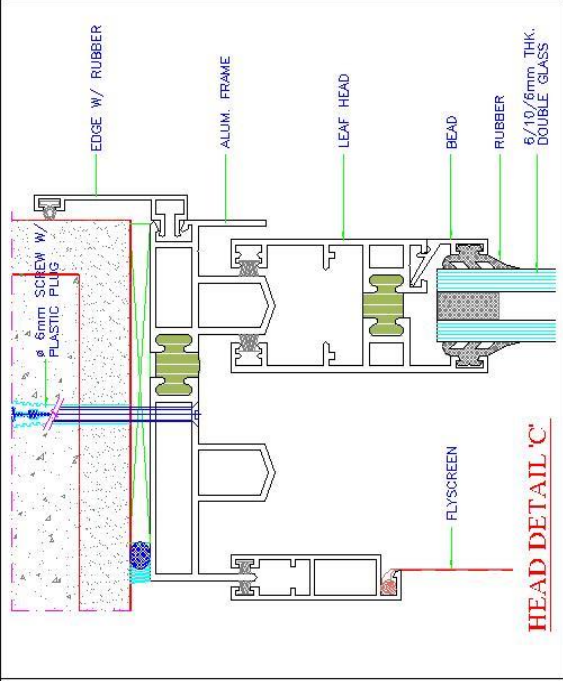 EDGE W/ RUBBER
ø 6mm SCREW W/
PLASTIC PLUG
ALUM. FRAME
LEAF HEAD
BEAD
RUBBER
6/10/6mm THK.
DOUBLE GLASS
FLYSCREEN
HEAD DETAIL 'C'